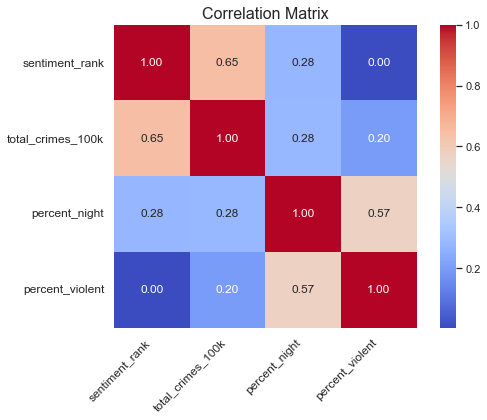 Correlation Matrix
sentiment_rank 1.00 0.65 0.28 0.00
total_crimes_100k 0.65 1.00 0.28 0.20
percent_night 0.28 0.28 1.00 0.57
percent_violent 0.00 0.20 0.57 1.00
sentiment_rank total_crimes_100k percent_night percent_violent
1.0
0.8
0.6
0.4
0.2